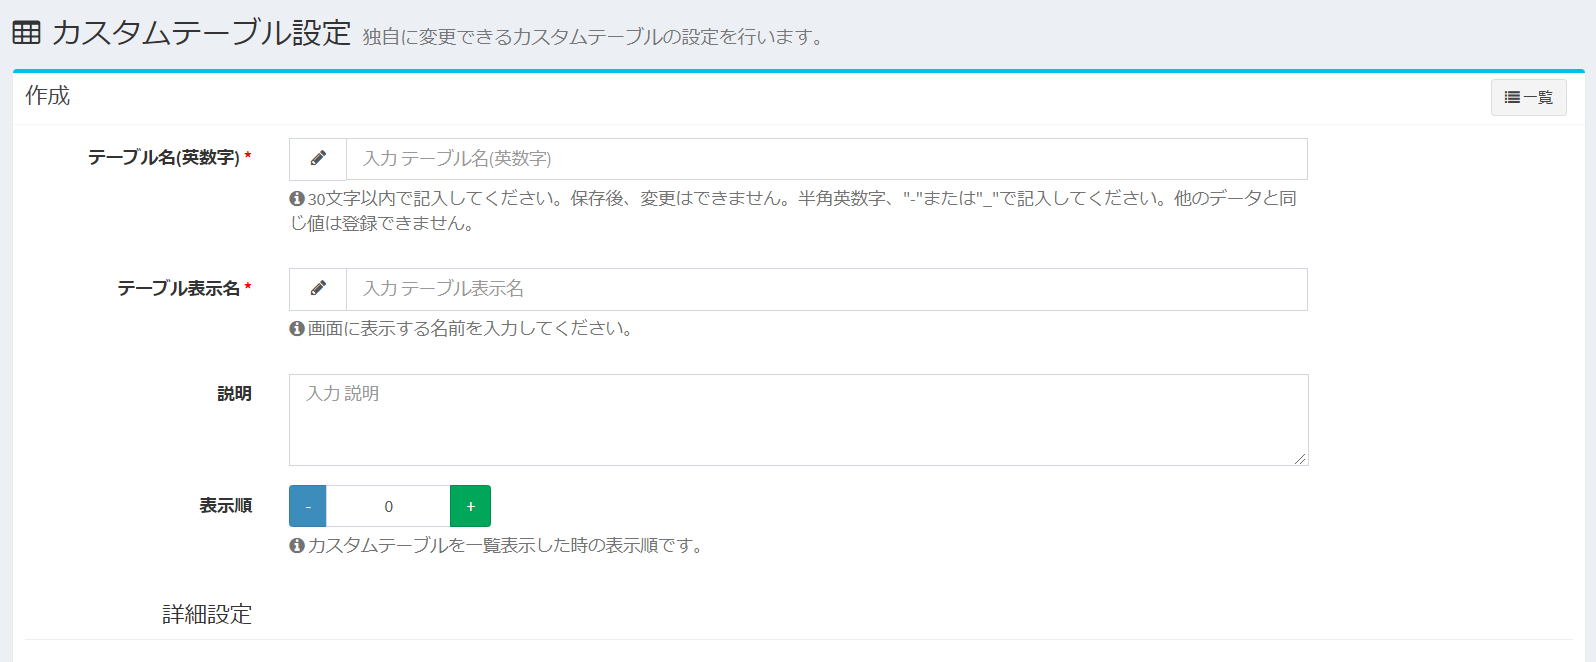 カスタムテーブル設定 独自に変更できるカスタムテーブルの設定を行います。
作成
一覧
テーブル名(英数字) *
入力 テーブル名(英数字)
30文字以内で記入してください。保存後、変更はできません。半角英数字、"-"または"_"で記入してください。他のデータと同
じ値は登録できません。
テーブル表示名 *
入力 テーブル表示名
画面に表示する名前を入力してください。
説明
入力 説明
表示順
- 0 +
カスタムテーブルを一覧表示した時の表示順です。
詳細設定